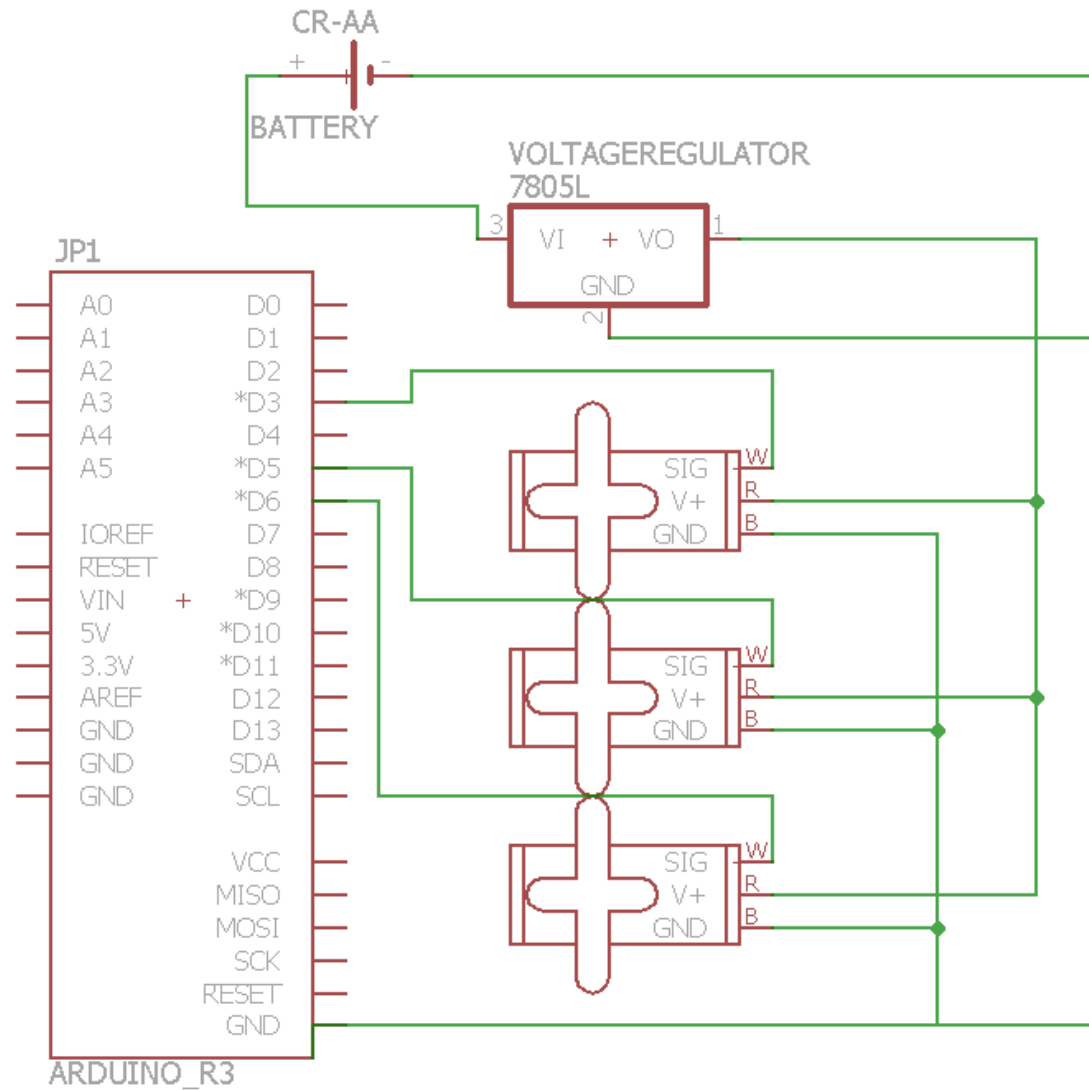 CR-AA
+ -
BATTERY
VOLTAGEREGULATOR
7805L
3 VI VO 1
GND
2
JP1
A0 D0
A1 D1
A2 D2
A3 *D3
A4 D4
A5 *D5
*D6
IOREF D7
RESET D8
VIN *D9
5V *D10
3.3V *D11
AREF D12
GND D13
GND SDA
GND SCL
VCC
MISO
MOSI
SCK
RESET
GND
ARDUINO_R3
SIG W
V+ R
GND B
SIG W
V+ R
GND B
SIG W
V+ R
GND B